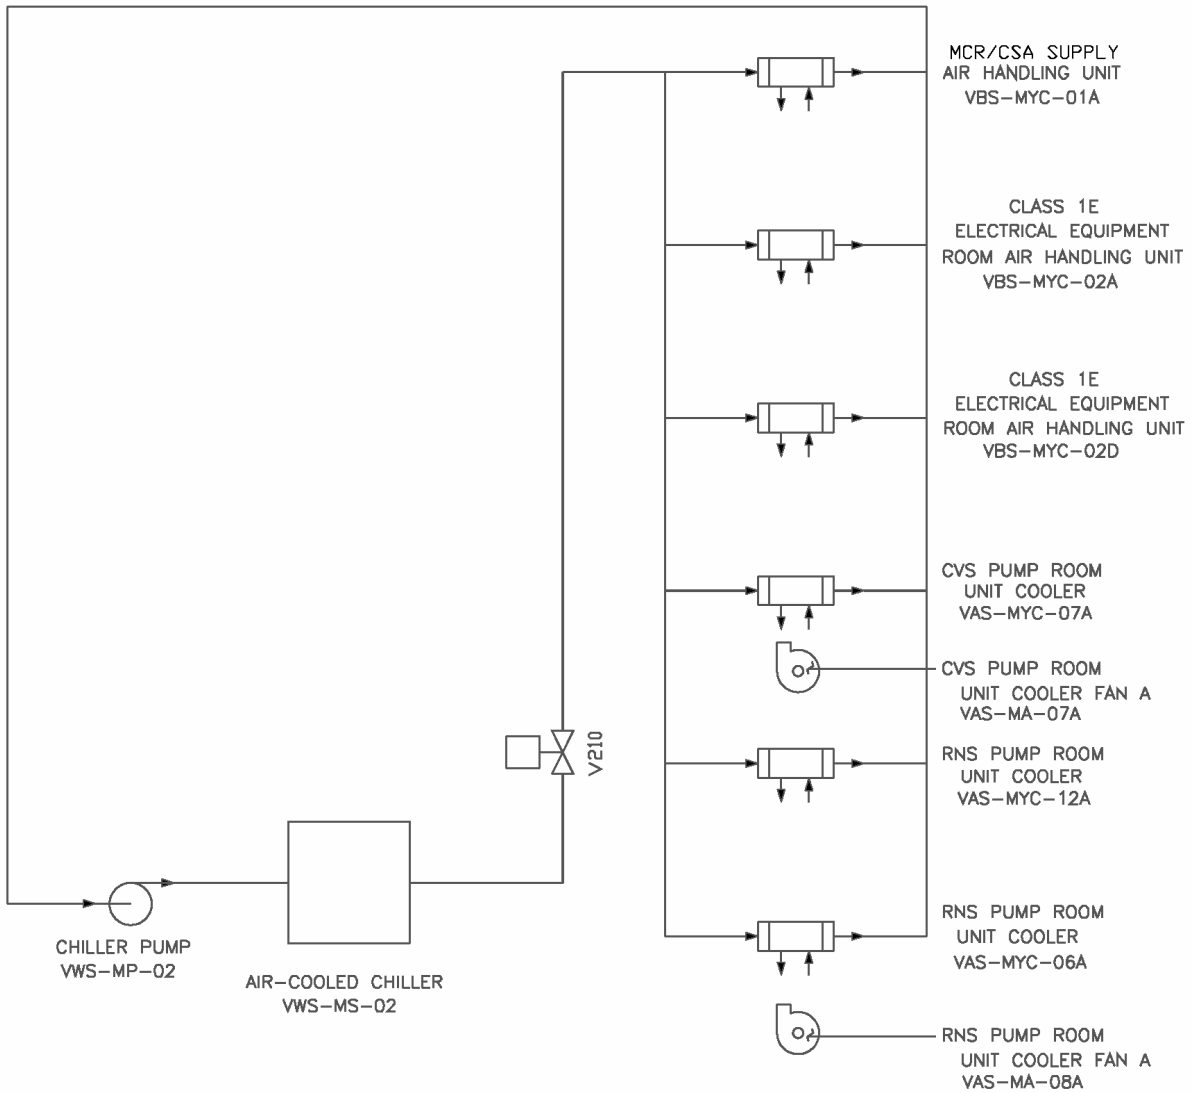 MCR/CSA SUPPLY
AIR HANDLING UNIT
VBS-MYC-01A
CLASS 1E
ELECTRICAL EQUIPMENT
ROOM AIR HANDLING UNIT
VBS-MYC-02A
CLASS 1E
ELECTRICAL EQUIPMENT
ROOM AIR HANDLING UNIT
VBS-MYC-02D
CVS PUMP ROOM
UNIT COOLER
VAS-MYC-07A
CVS PUMP ROOM
UNIT COOLER FAN A
VAS-MA-07A
V210
RNS PUMP ROOM
UNIT COOLER
VAS-MYC-12A
RNS PUMP ROOM
UNIT COOLER
VAS-MYC-06A
CHILLER PUMP
VWS-MP-02
AIR-COOLED CHILLER
VWS-MS-02
RNS PUMP ROOM
UNIT COOLER FAN A
VAS-MA-08A